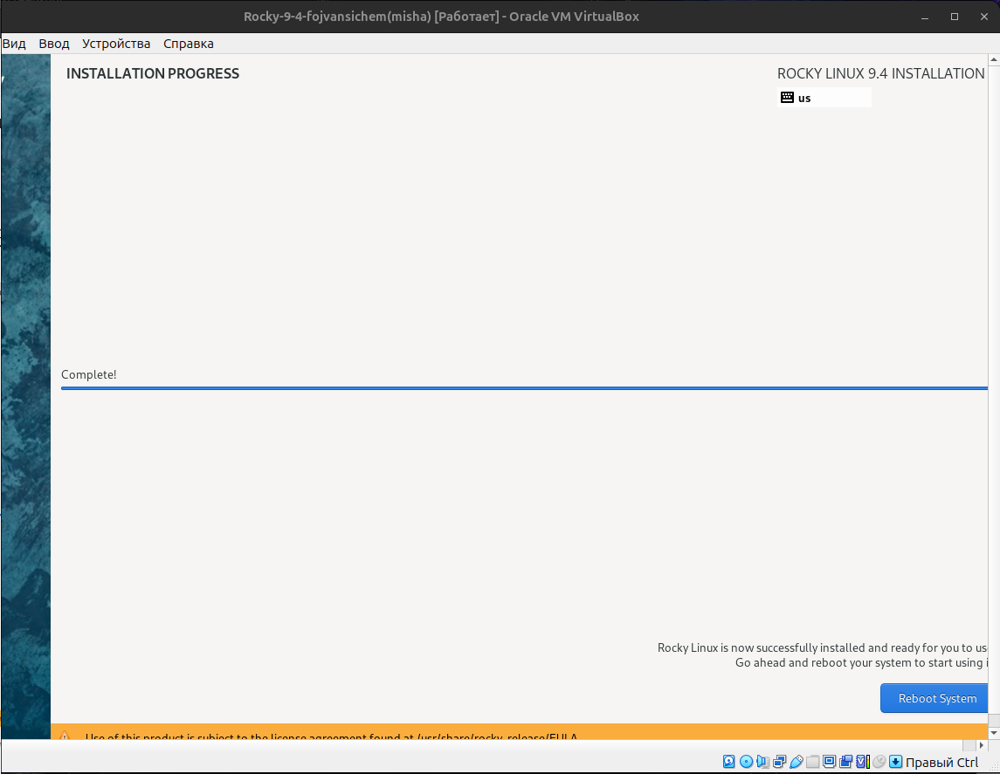 Rocky-9-4-fojvansichem(misha) [Работает] - Oracle VM VirtualBox
Вид Ввод Устройства Справка
INSTALLATION PROGRESS
ROCKY LINUX 9.4 INSTALLATION
us
Complete!
Rocky Linux is now successfully installed and ready for you to us
Go ahead and reboot your system to start using i
Reboot System
Use of this product is subject to the license agreement found at /usr/share/rocky-release/EULA
Правый Ctrl